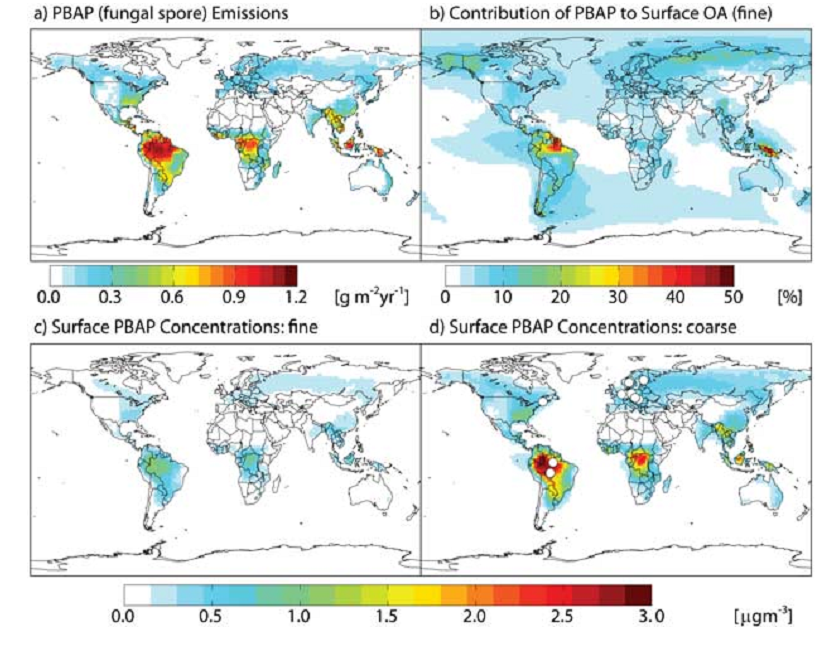 a) PBAP (fungal spore) Emissions
b) Contribution of PBAP to Surface OA (fine)
0.0 0.3 0.6 0.9 1.2 [g m⁻²yr⁻¹]
0 10 20 30 40 50 [%]
c) Surface PBAP Concentrations: fine
d) Surface PBAP Concentrations: coarse
0.0 0.5 1.0 1.5 2.0 2.5 3.0 [μgm⁻³]